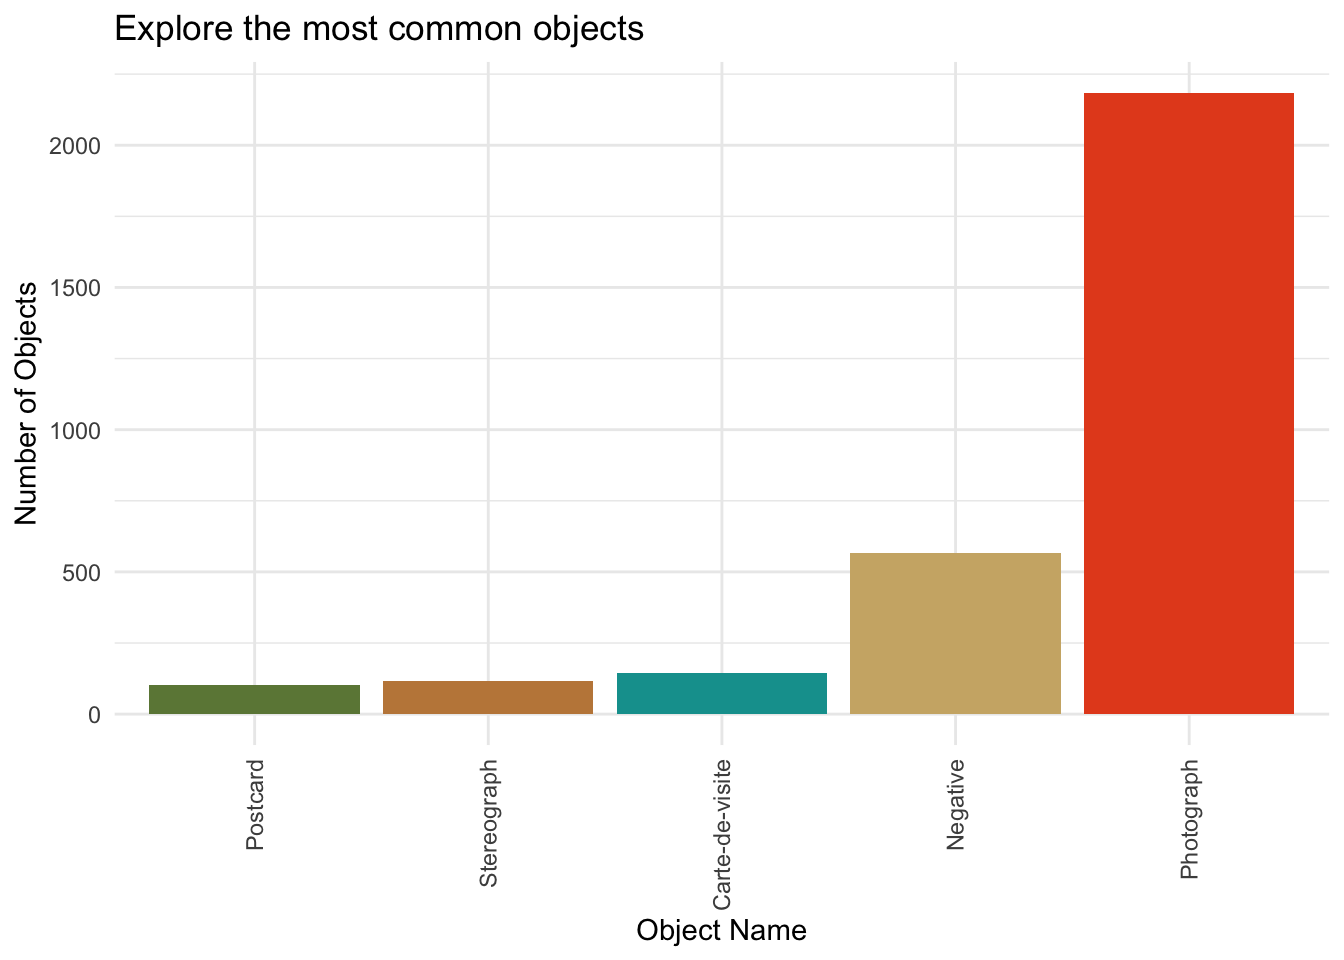 Explore the most common objects
Number of Objects
2000
1500
1000
500
0
Postcard
Stereograph
Carte-de-visite
Negative
Photograph
Object Name